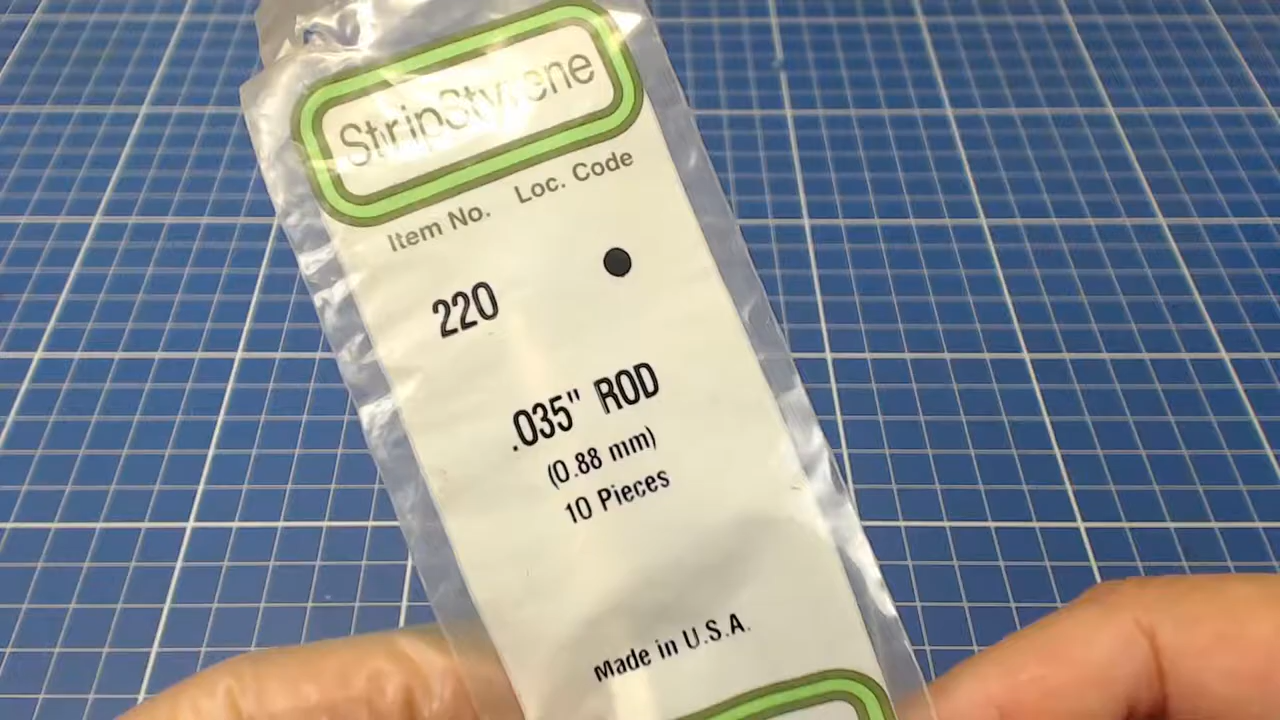 StripStyrene
Item No. Loc. Code
220
.035" ROD
(0.88 mm)
10 Pieces
Made in U.S.A.